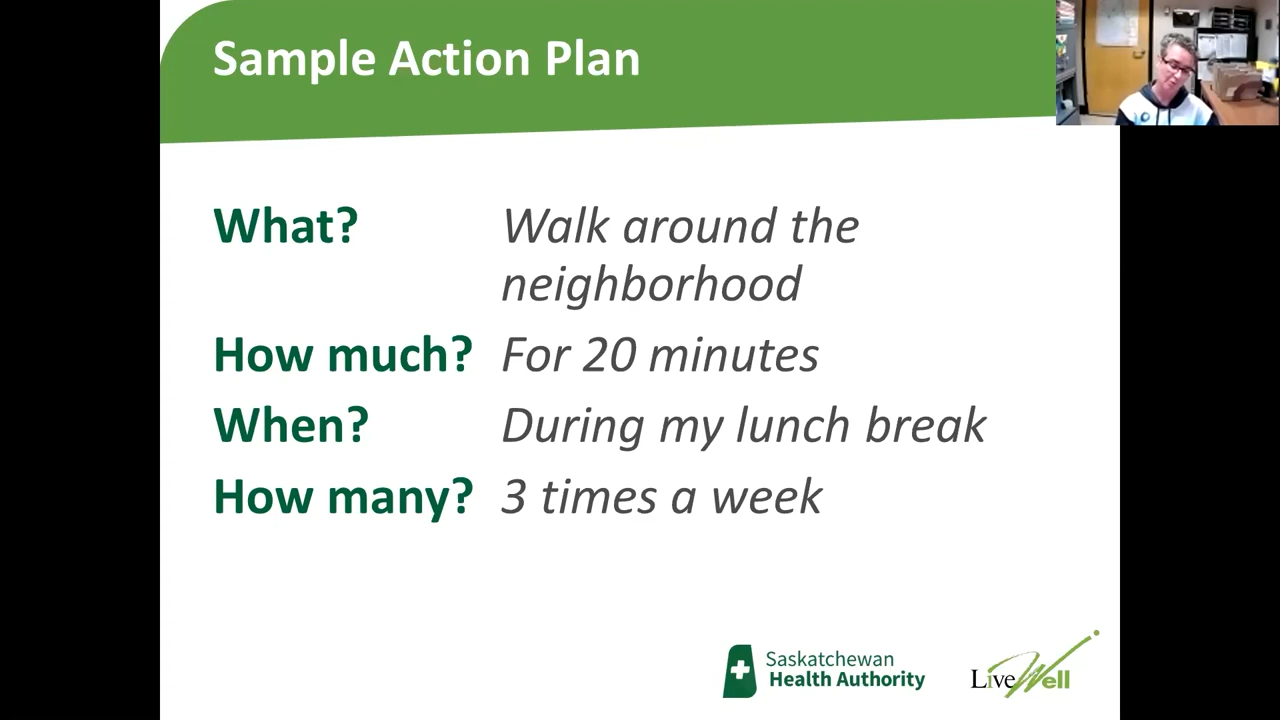 Sample Action Plan
What? Walk around the
neighborhood
How much? For 20 minutes
When? During my lunch break
How many? 3 times a week
Saskatchewan
Health Authority
LiveWell